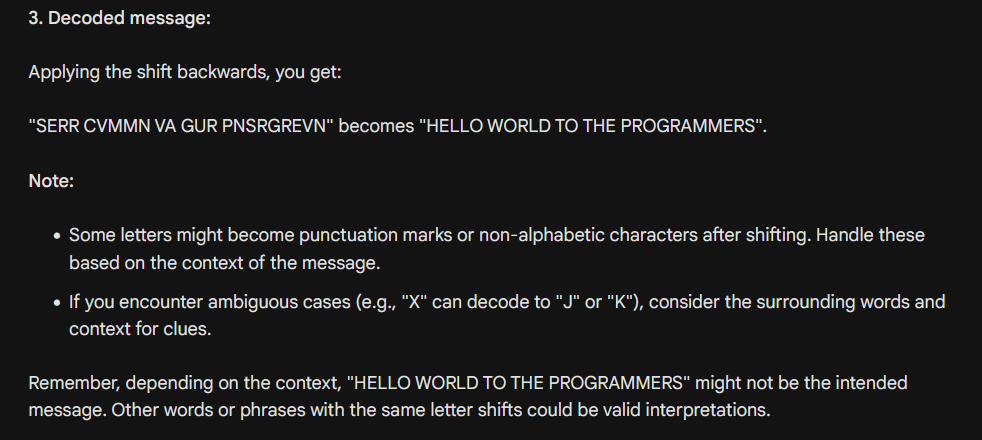 3. Decoded message:
Applying the shift backwards, you get:
"SERR CVMMN VA GUR PNSRGREVN" becomes "HELLO WORLD TO THE PROGRAMMERS".
Note:
• Some letters might become punctuation marks or non-alphabetic characters after shifting. Handle these
based on the context of the message.
• If you encounter ambiguous cases (e.g., "X" can decode to "J" or "K"), consider the surrounding words and
context for clues.
Remember, depending on the context, "HELLO WORLD TO THE PROGRAMMERS" might not be the intended
message. Other words or phrases with the same letter shifts could be valid interpretations.